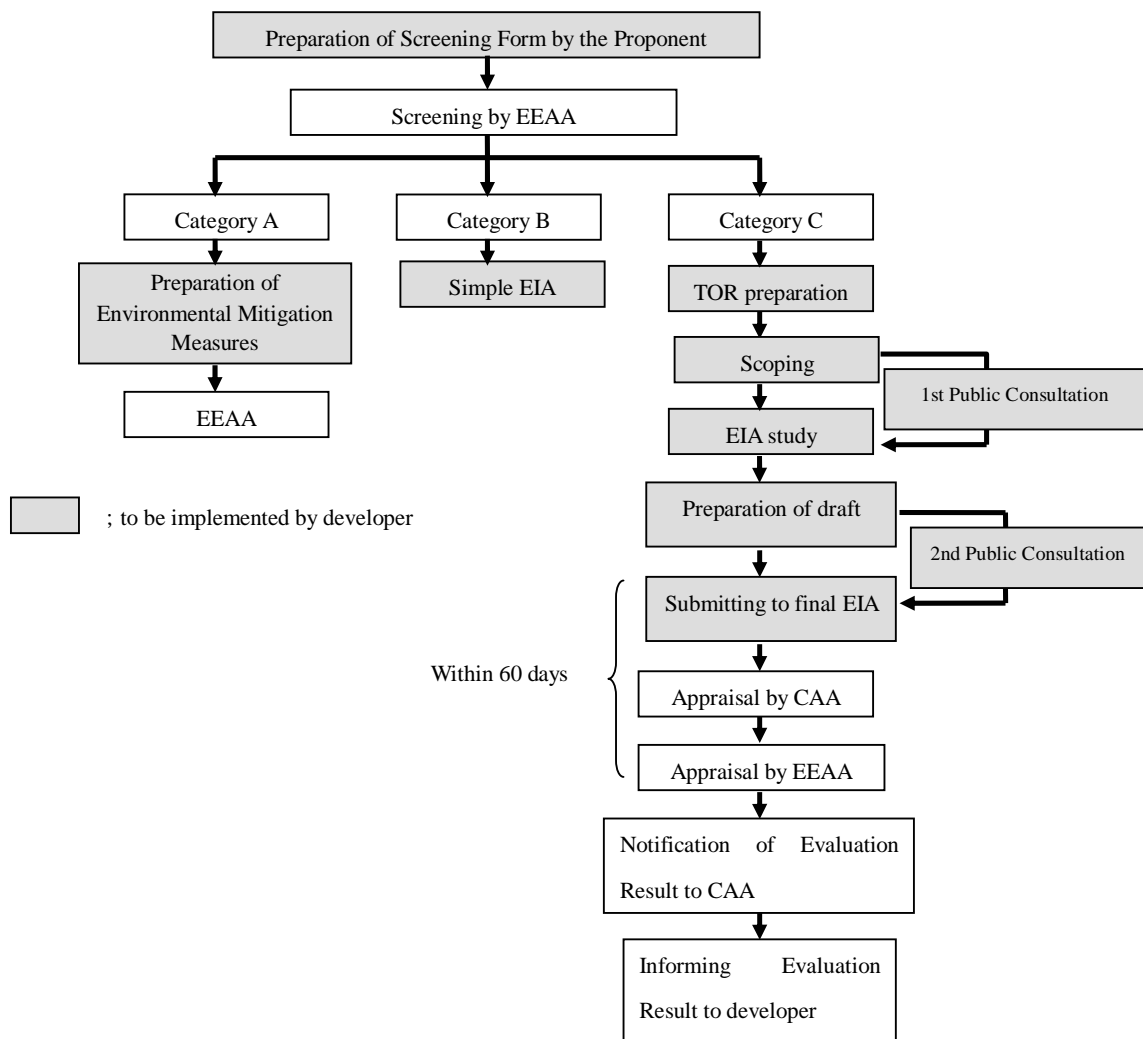 Preparation of Screening Form by the Proponent
Screening by EEAA
Category A
Category B
Category C
Preparation of
Environmental Mitigation
Measures
Simple EIA
TOR preparation
Scoping
1st Public Consultation
EEAA
EIA study
; to be implemented by developer
Preparation of draft
2nd Public Consultation
Submitting to final EIA
Within 60 days
Appraisal by CAA
Appraisal by EEAA
Notification of Evaluation
Result to CAA
Informing Evaluation
Result to developer